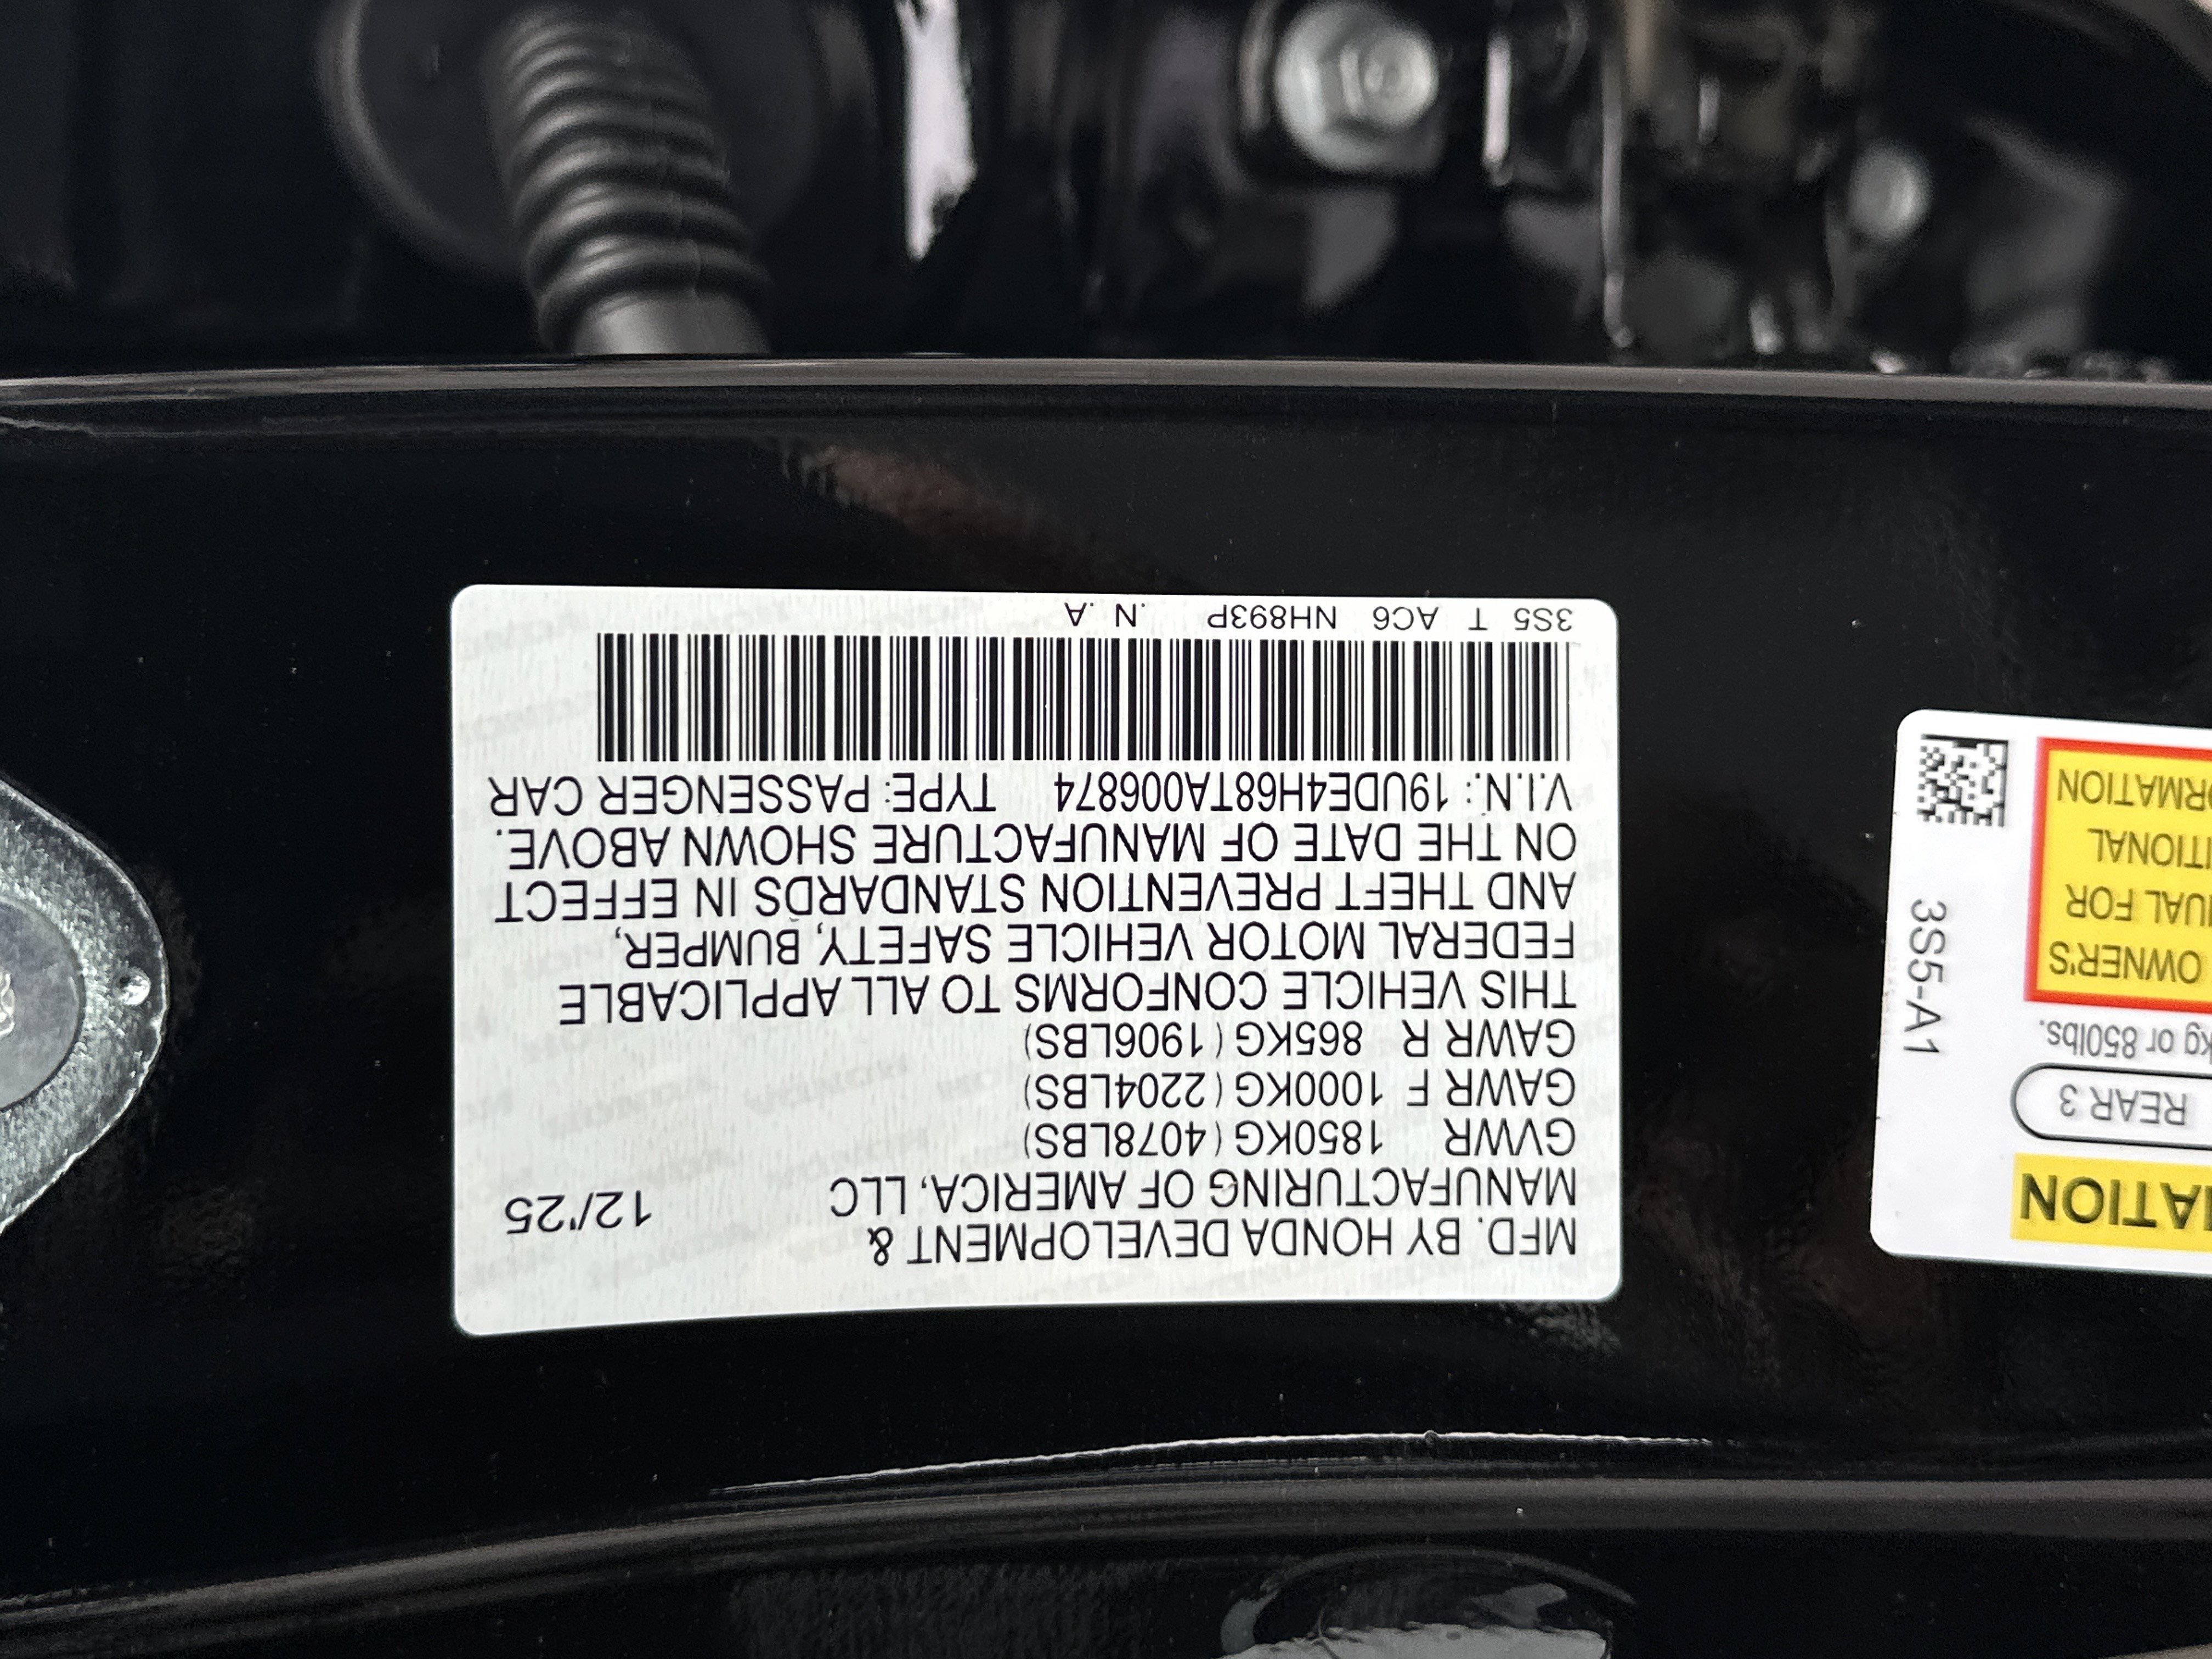 MFD. BY HONDA DEVELOPMENT &
MANUFACTURING OF AMERICA, LLC 12/'25
GVWR 1850KG (4078LBS)
GAWR F 1000KG (2204LBS)
GAWR R 865KG (1906LBS)
THIS VEHICLE CONFORMS TO ALL APPLICABLE
FEDERAL MOTOR VEHICLE SAFETY, BUMPER,
AND THEFT PREVENTION STANDARDS IN EFFECT
ON THE DATE OF MANUFACTURE SHOWN ABOVE.
V.I.N.: 19UDE4H68TA006874 TYPE: PASSENGER CAR
3S5 T AC6 NH893P .N .A
MATION
REAR 3
kg or 850lbs.
OWNER'S
UAL FOR
ITIONAL
ORMATION
3S5-A1